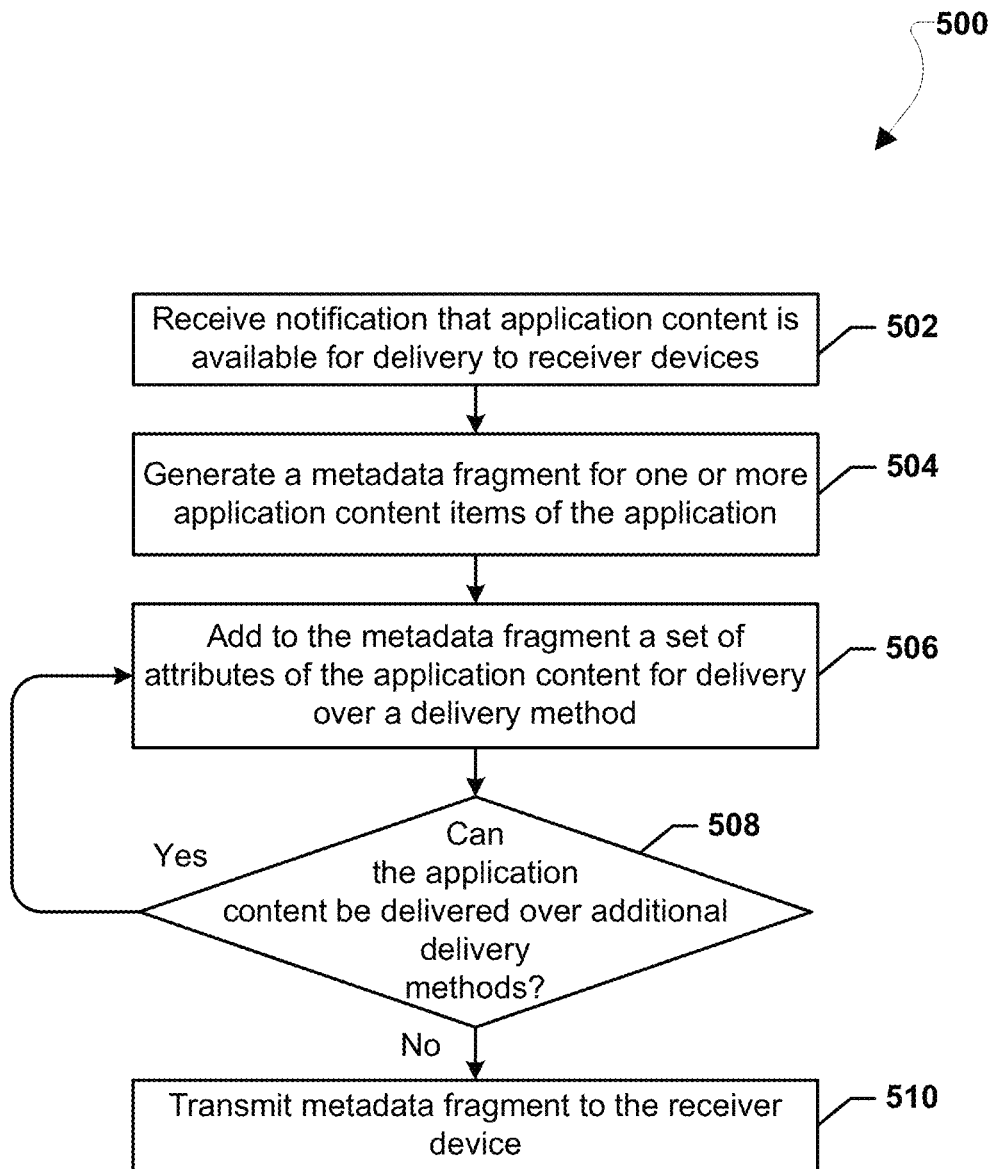 500
Receive notification that application content is
available for delivery to receiver devices
502
Generate a metadata fragment for one or more
application content items of the application
504
Add to the metadata fragment a set of
attributes of the application content for delivery
over a delivery method
506
Can
the application
content be delivered over additional
delivery
methods?
508
Yes
No
Transmit metadata fragment to the receiver
device
510